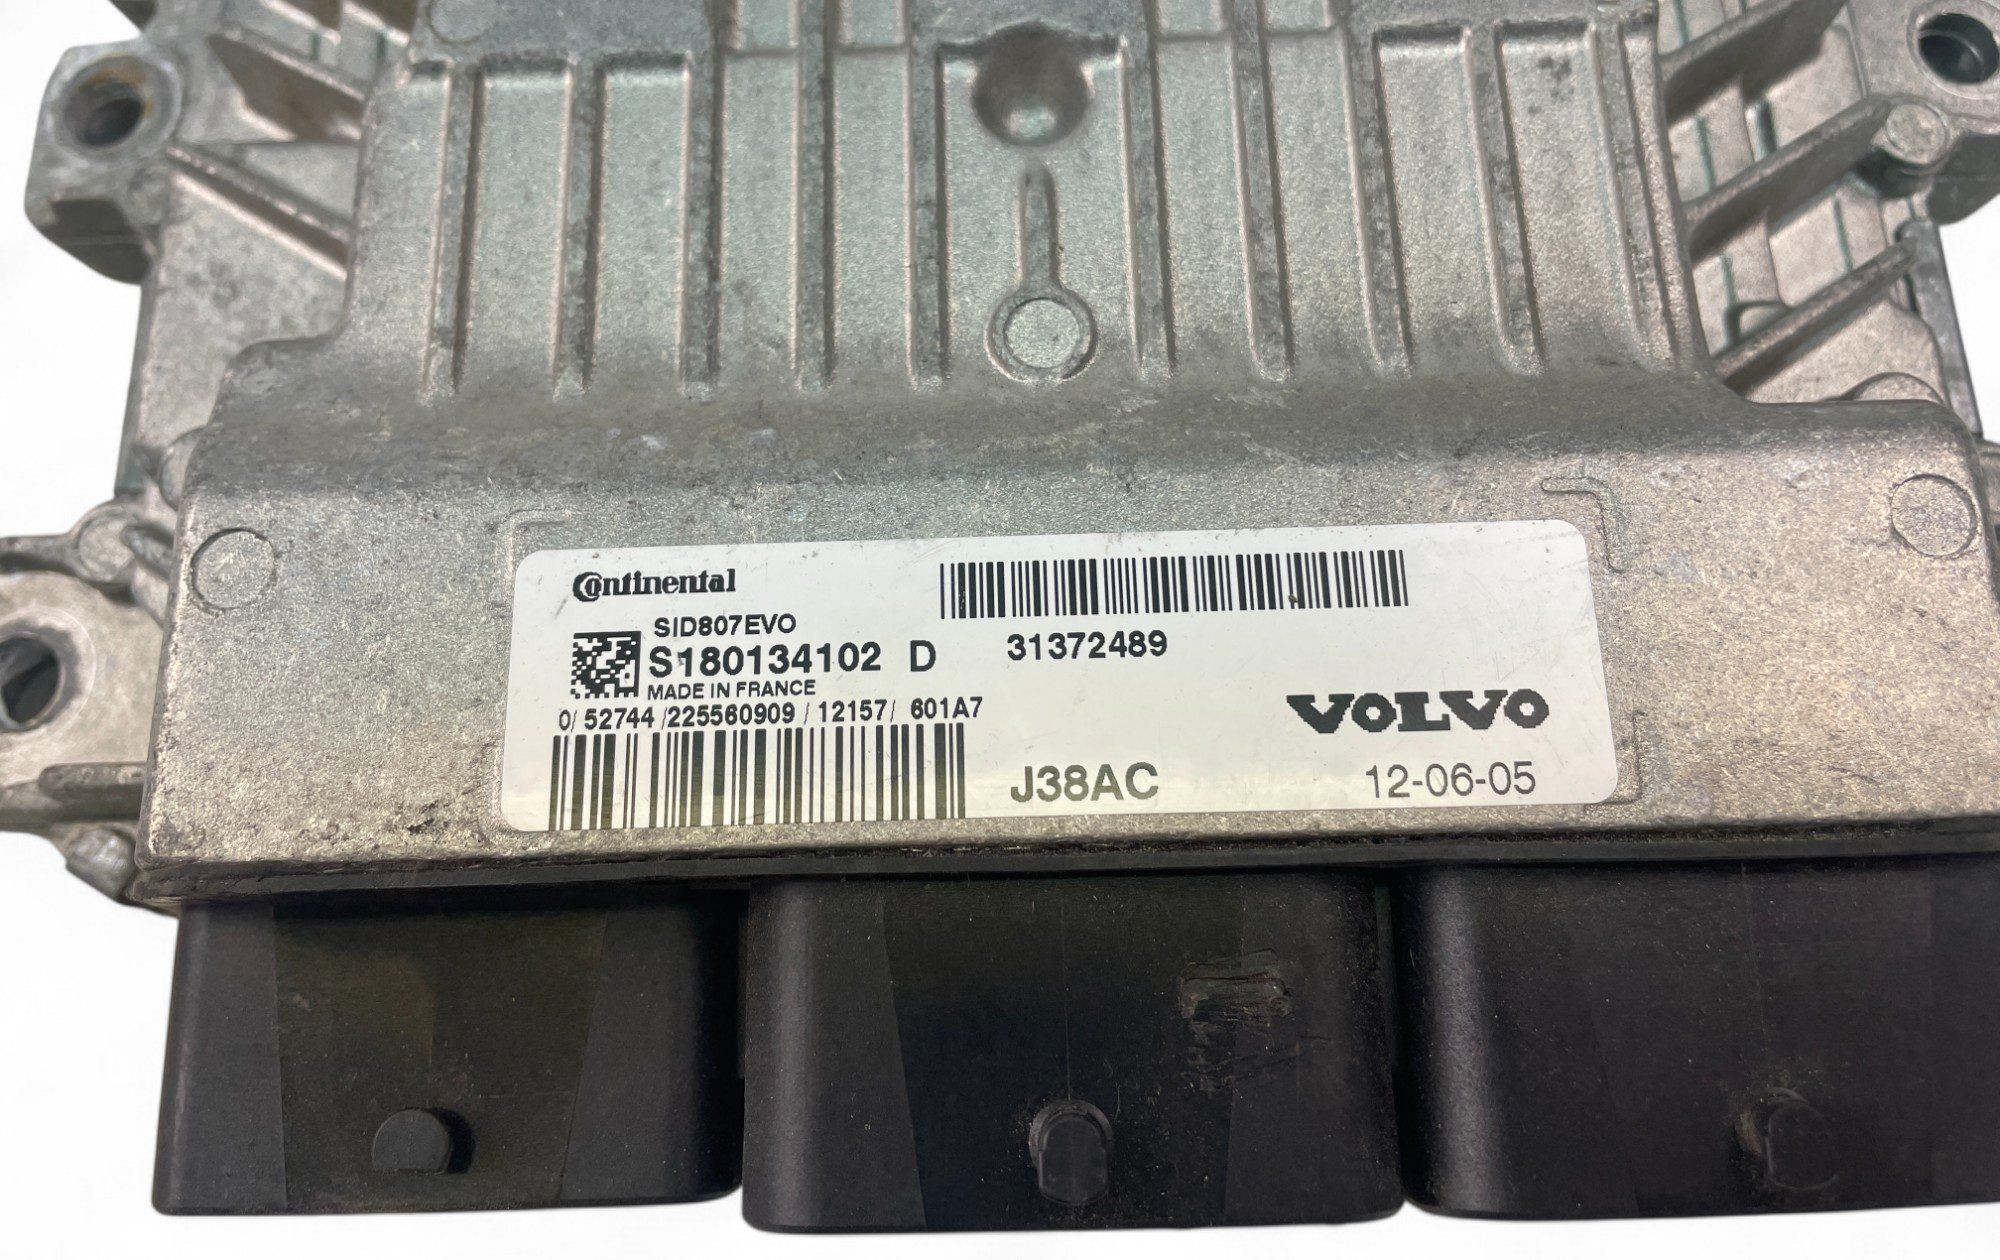 Continental
SID807EVO
S180134102 D
MADE IN FRANCE
0/ 52744 /225560909 / 12157/ 601A7
31372489
VOLVO
J38AC
12-06-05